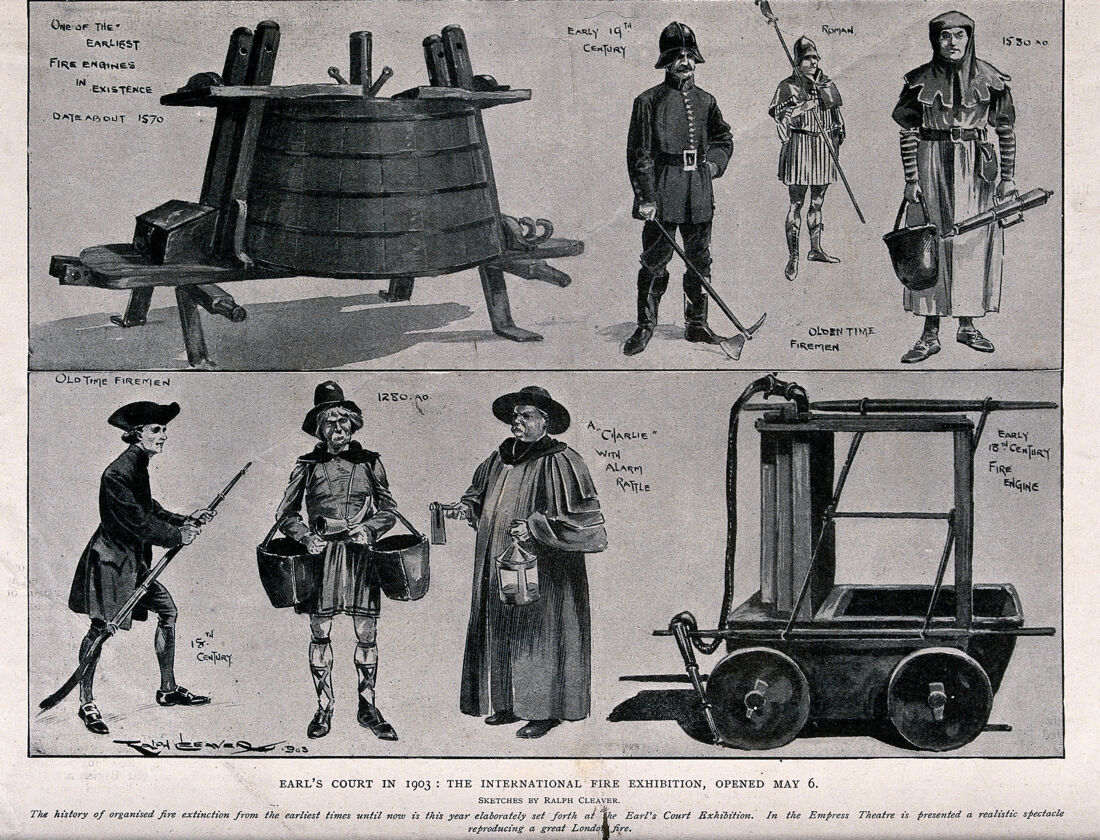 ONE OF THE
EARLIEST
FIRE ENGINES
IN EXISTENCE
DATE ABOUT 1570
EARLY 19TH
CENTURY
ROMAN
1580 AD
OLDEN TIME
FIREMEN
OLD TIME FIREMEN
18TH
CENTURY
1280. AD
A
"CHARLIE"
WITH
ALARM
RATTLE
EARLY
18TH CENTURY
FIRE
ENGINE
RALPH CLEAVER 1903
EARL'S COURT IN 1903 : THE INTERNATIONAL FIRE EXHIBITION, OPENED MAY 6.
SKETCHES BY RALPH CLEAVER.
The history of organised fire extinction from the earliest times until now is this year elaborately set forth at the Earl's Court Exhibition. In the Empress Theatre is presented a realistic spectacle
reproducing a great London fire.